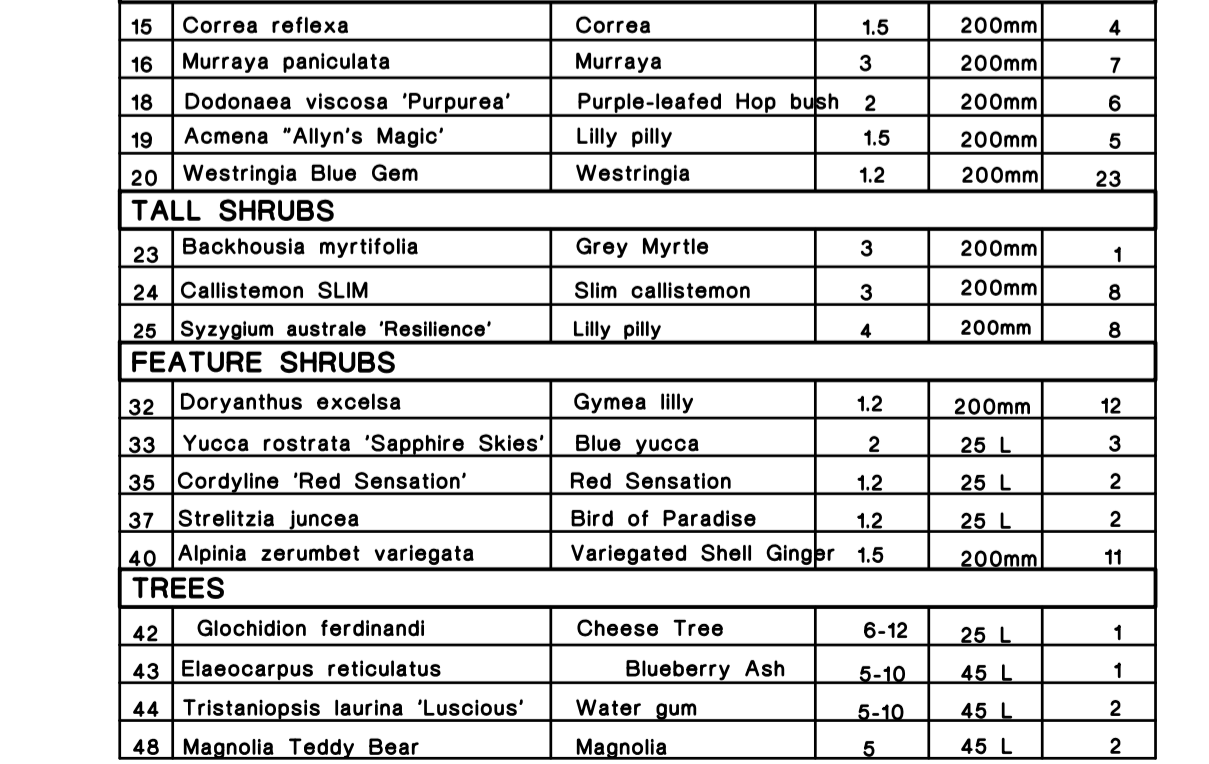 15 Correa reflexa Correa 1.5 200mm 4
16 Murraya paniculata Murraya 3 200mm 7
18 Dodonaea viscosa 'Purpurea' Purple-leafed Hop bush 2 200mm 6
19 Acmena "Allyn's Magic' Lilly pilly 1.5 200mm 5
20 Westringia Blue Gem Westringia 1.2 200mm 23
TALL SHRUBS
23 Backhousia myrtifolia Grey Myrtle 3 200mm 1
24 Callistemon SLIM Slim callistemon 3 200mm 8
25 Syzygium australe 'Resilience' Lilly pilly 4 200mm 8
FEATURE SHRUBS
32 Doryanthus excelsa Gymea lilly 1.2 200mm 12
33 Yucca rostrata 'Sapphire Skies' Blue yucca 2 25 L 3
35 Cordyline 'Red Sensation' Red Sensation 1.2 25 L 2
37 Strelitzia juncea Bird of Paradise 1.2 25 L 2
40 Alpinia zerumbet variegata Variegated Shell Ginger 1.5 200mm 11
TREES
42 Glochidion ferdinandi Cheese Tree 6-12 25 L 1
43 Elaeocarpus reticulatus Blueberry Ash 5-10 45 L 1
44 Tristaniopsis laurina 'Luscious' Water gum 5-10 45 L 2
48 Magnolia Teddy Bear Magnolia 5 45 L 2